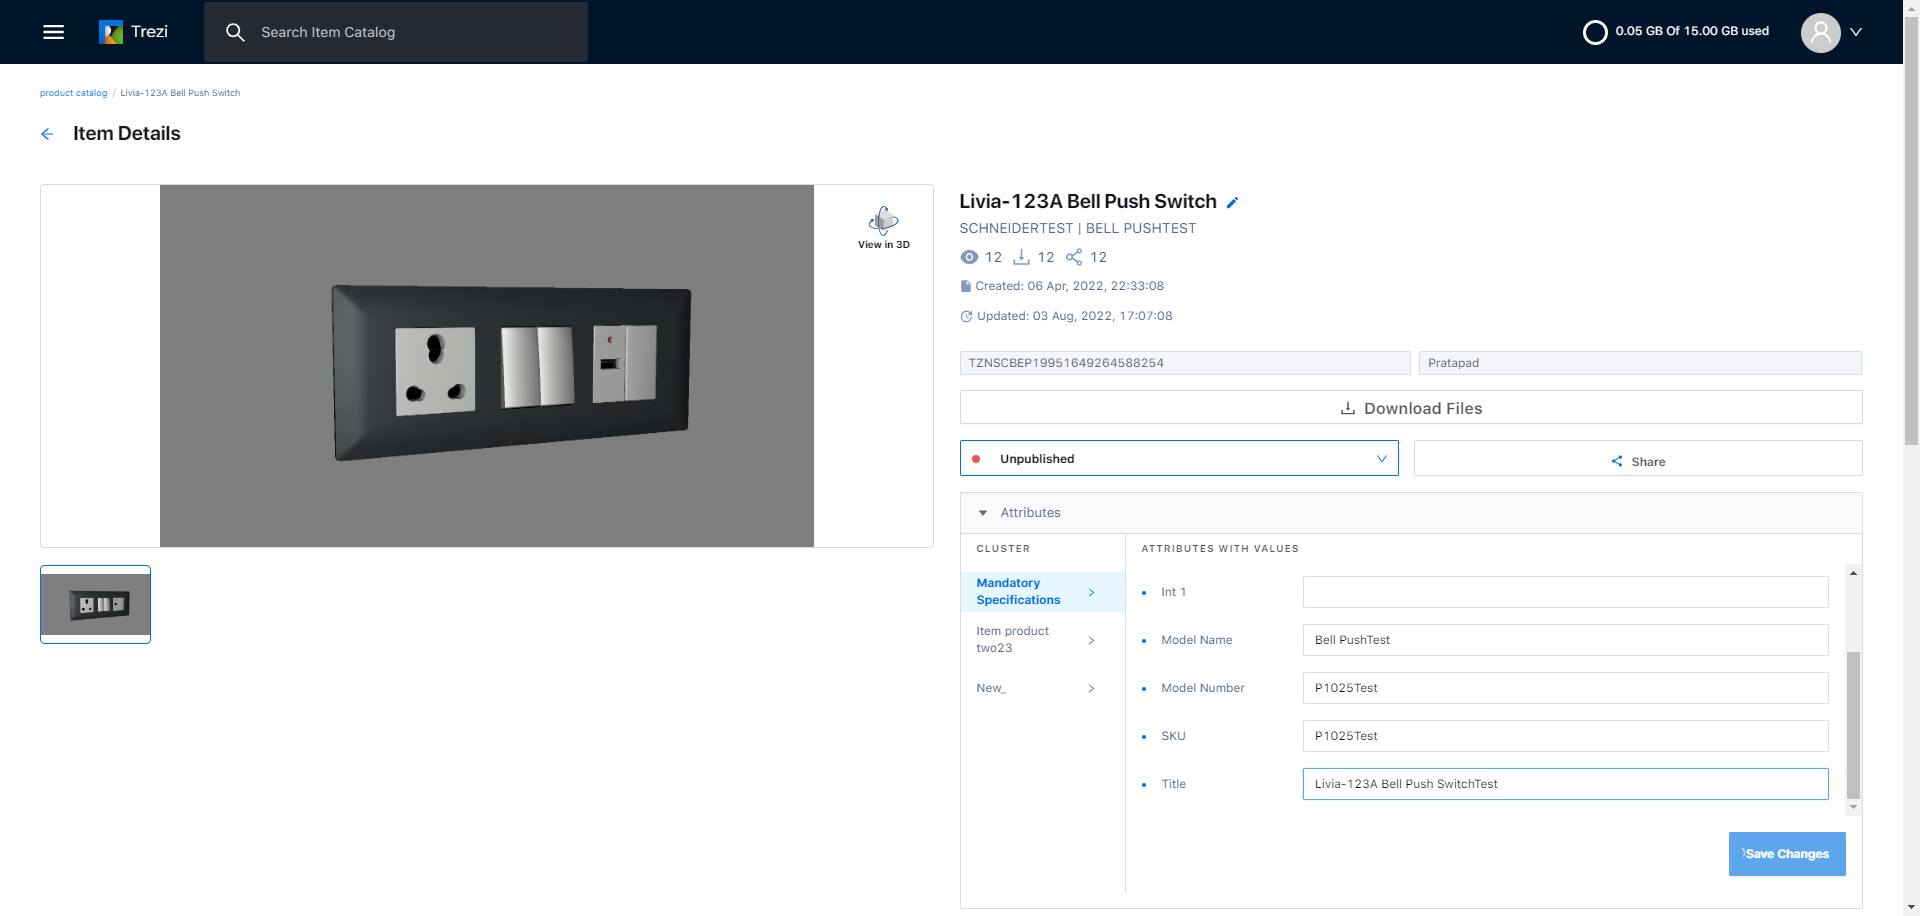 Trezi
Search Item Catalog
0.05 GB Of 15.00 GB used
product catalog / Livia-123A Bell Push Switch
Item Details
View in 3D
Livia-123A Bell Push Switch
SCHNEIDERTEST | BELL PUSHTEST
12 12 12
Created: 06 Apr, 2022, 22:33:08
Updated: 03 Aug, 2022, 17:07:08
TZNSCBEP19951649264588254
Pratapad
Download Files
Unpublished
Share
Attributes
CLUSTER
ATTRIBUTES WITH VALUES
Mandatory
Specifications
Item product
two23
New_
Int 1
Model Name
Bell PushTest
Model Number
P1025Test
SKU
P1025Test
Title
Livia-123A Bell Push SwitchTest
Save Changes